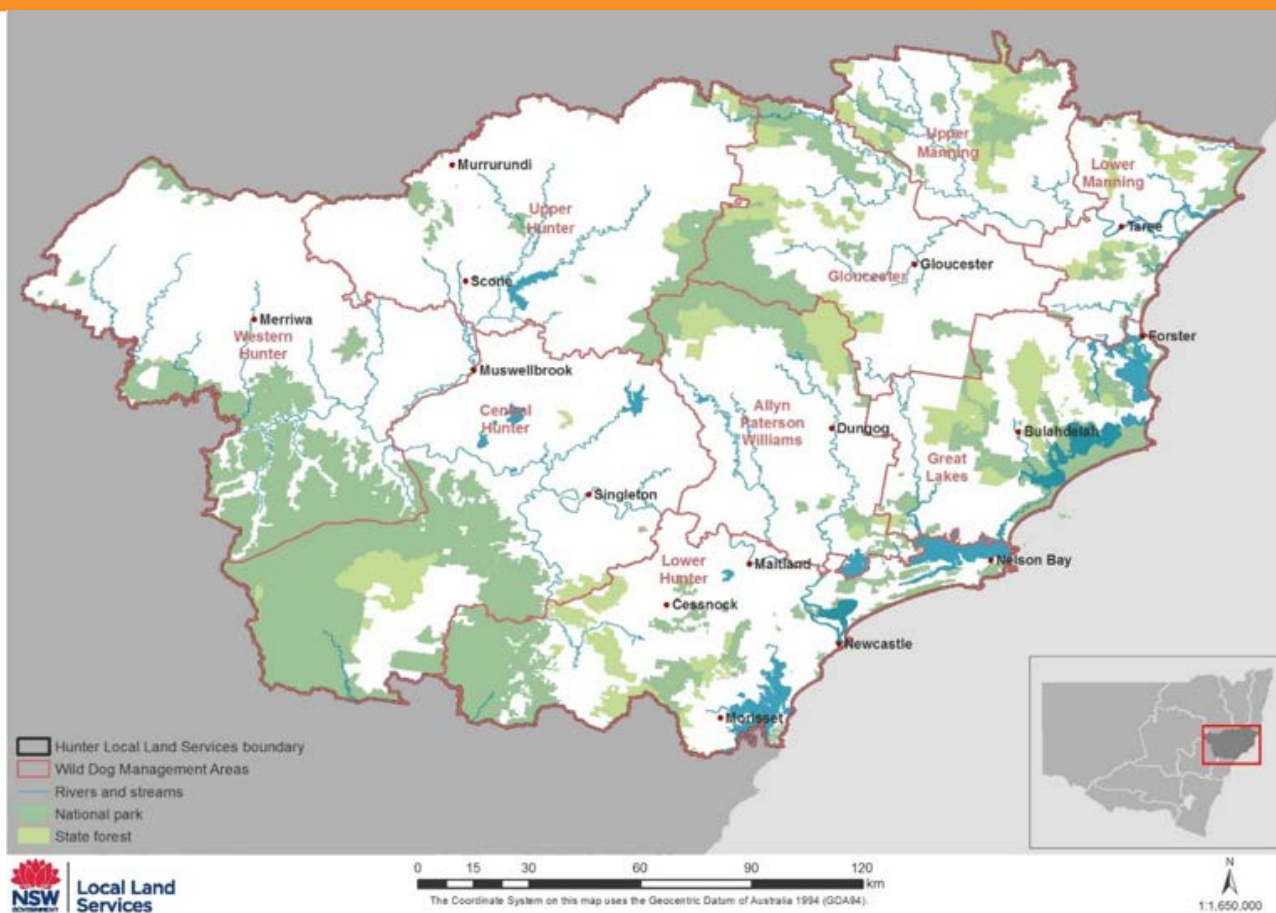 Upper
Manning
Lower
Manning
Murrurundi
Upper
Hunter
Taree
Gloucester
Gloucester
Scone
Merriwa
Western
Hunter
Forster
Muswellbrook
Central
Hunter
Allyn
Paterson
Williams
Dungog
Bulahdelah
Great
Lakes
Singleton
Lower
Hunter
Maitland
Nelson Bay
Cessnock
Newcastle
Morisset
Hunter Local Land Services boundary
Wild Dog Management Areas
Rivers and streams
National park
State forest
NSW
GOVERNMENT
Local Land
Services
0 15 30 60 90 120
km
The Coordinate System on this map uses the Geocentric Datum of Australia 1994 (GDA94).
N
1:1,650,000